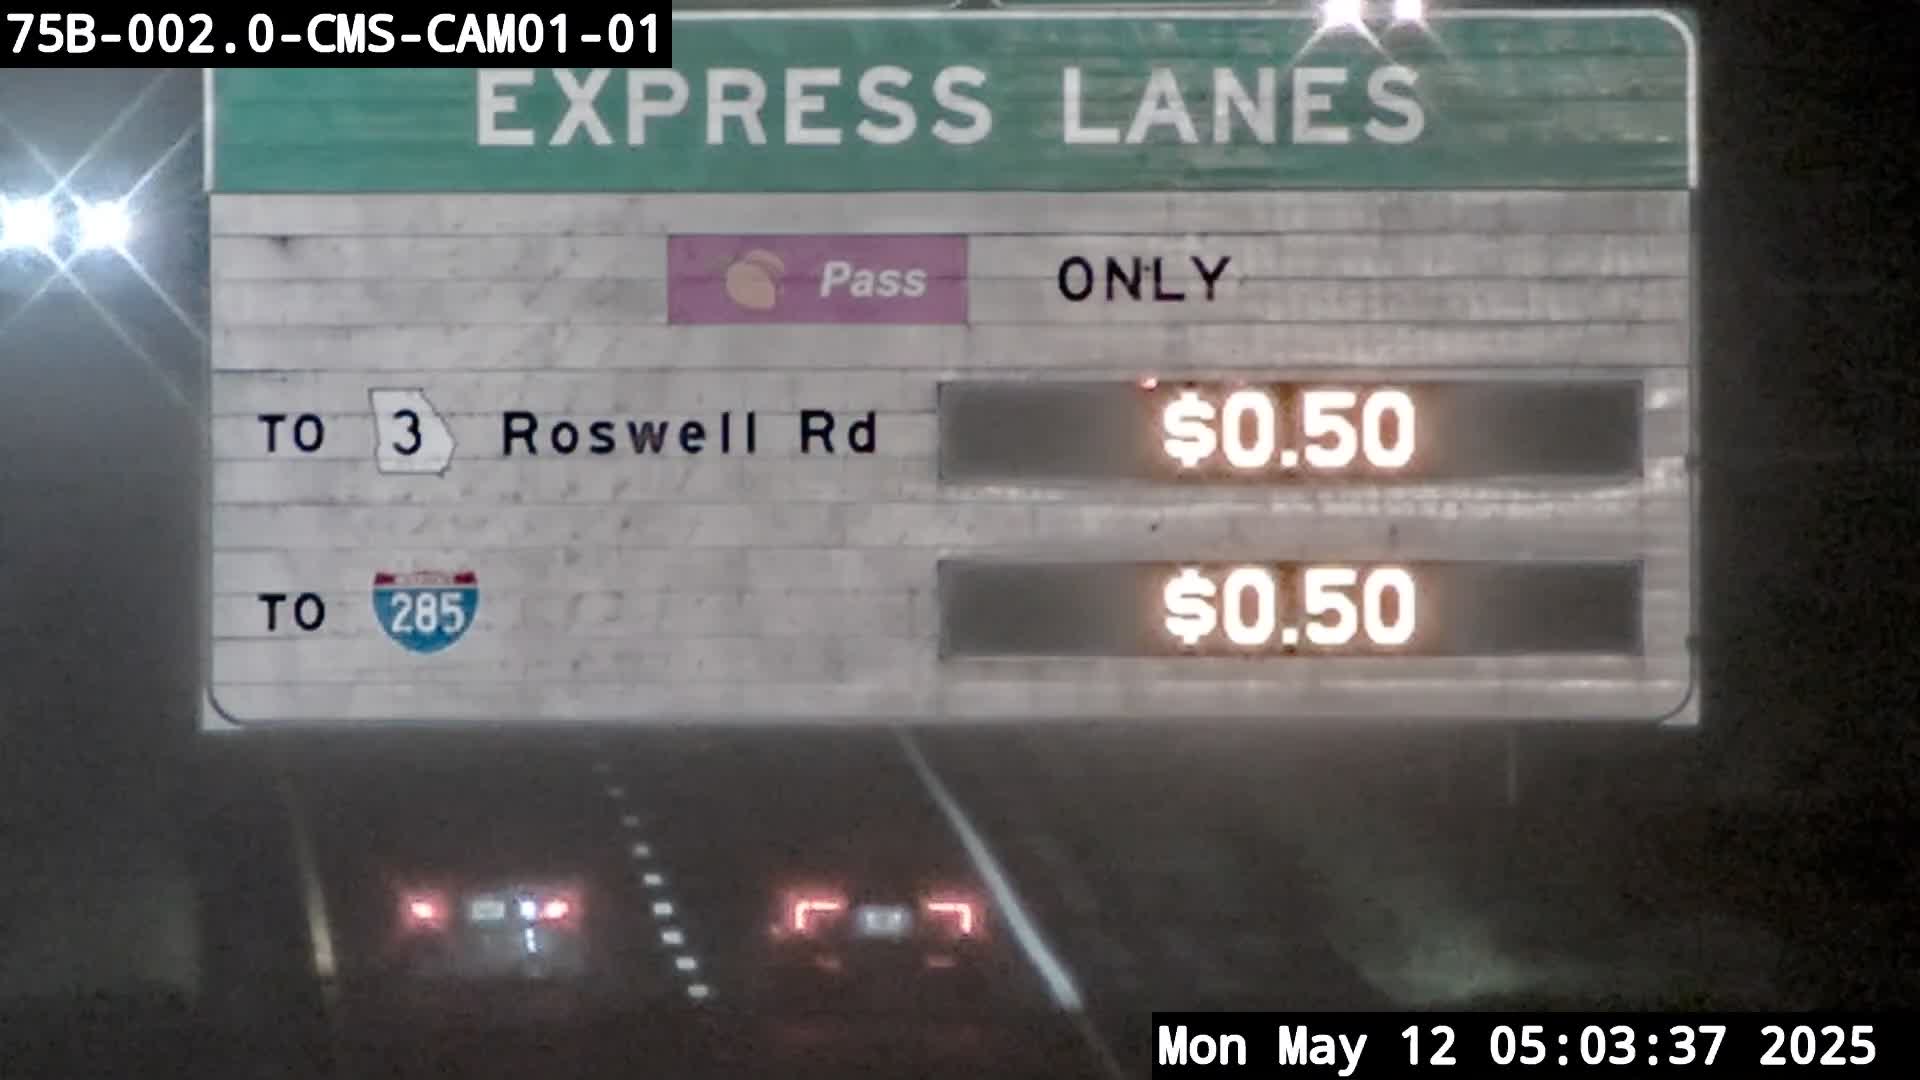 75B-002.0-CMS-CAM01-01
EXPRESS LANES
Pass ONLY
TO 3 Roswell Rd $0.50
TO 285 $0.50
Mon May 12 05:03:37 2025